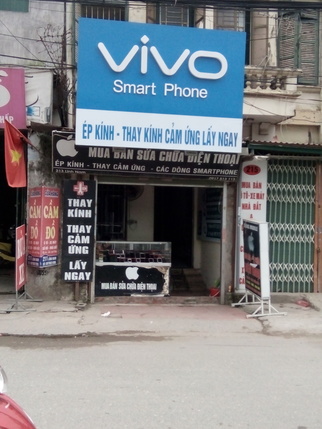 vivo
Smart Phone
ÉP KÍNH - THAY KÍNH CẢM ỨNG LẤY NGAY
MUA BÁN SỬA CHỮA ĐIỆN THOẠI
ÉP KÍNH - THAY CẢM ỨNG - CÁC DÒNG SMARTPHONE
THAY
KÍNH
THAY
CẢM
ỨNG
LẤY
NGAY
CẦM
ĐỒ
CẦM
ĐỒ
215
MUA BÁN
Ô TÔ-XE MÁY
NHÀ ĐẤT
MUA BÁN SỬA CHỮA ĐIỆN THOẠI